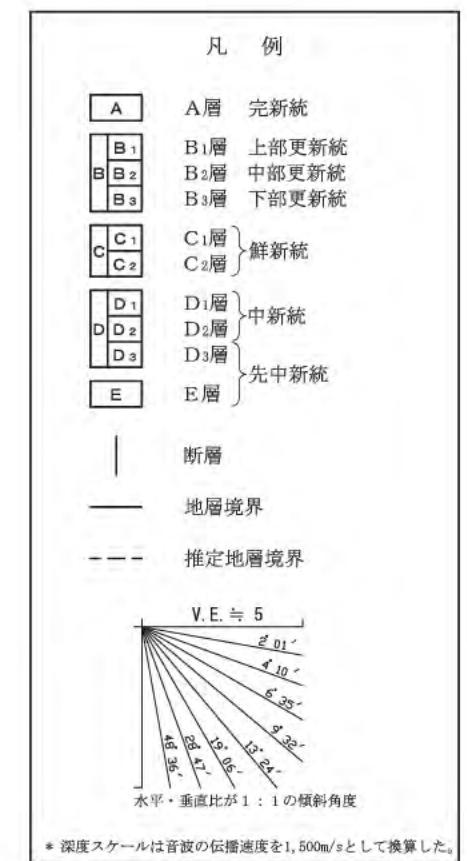 凡 例
A A層 完新統
B B1 B1層 上部更新統
B2 B2層 中部更新統
B3 B3層 下部更新統
C C1 C1層
C2 C2層
鮮新統
D D1 D1層
D2 D2層
中新統
D3 D3層
E E層
先中新統
断層
地層境界
推定地層境界
V.E.≒ 5
2° 01′
4° 10′
6° 35′
9° 32′
13° 24′
19° 06′
28° 47′
48° 36′
水平・垂直比が1：1の傾斜角度
* 深度スケールは音波の伝播速度を1,500m/sとして換算した。